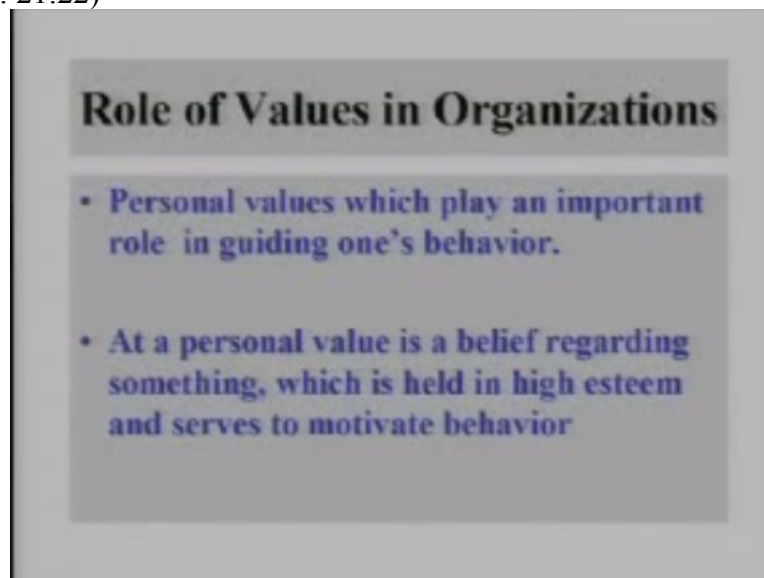 : 21:22)
Role of Values in Organizations
• Personal values which play an important
role in guiding one's behavior.
• At a personal value is a belief regarding
something, which is held in high esteem
and serves to motivate behavior